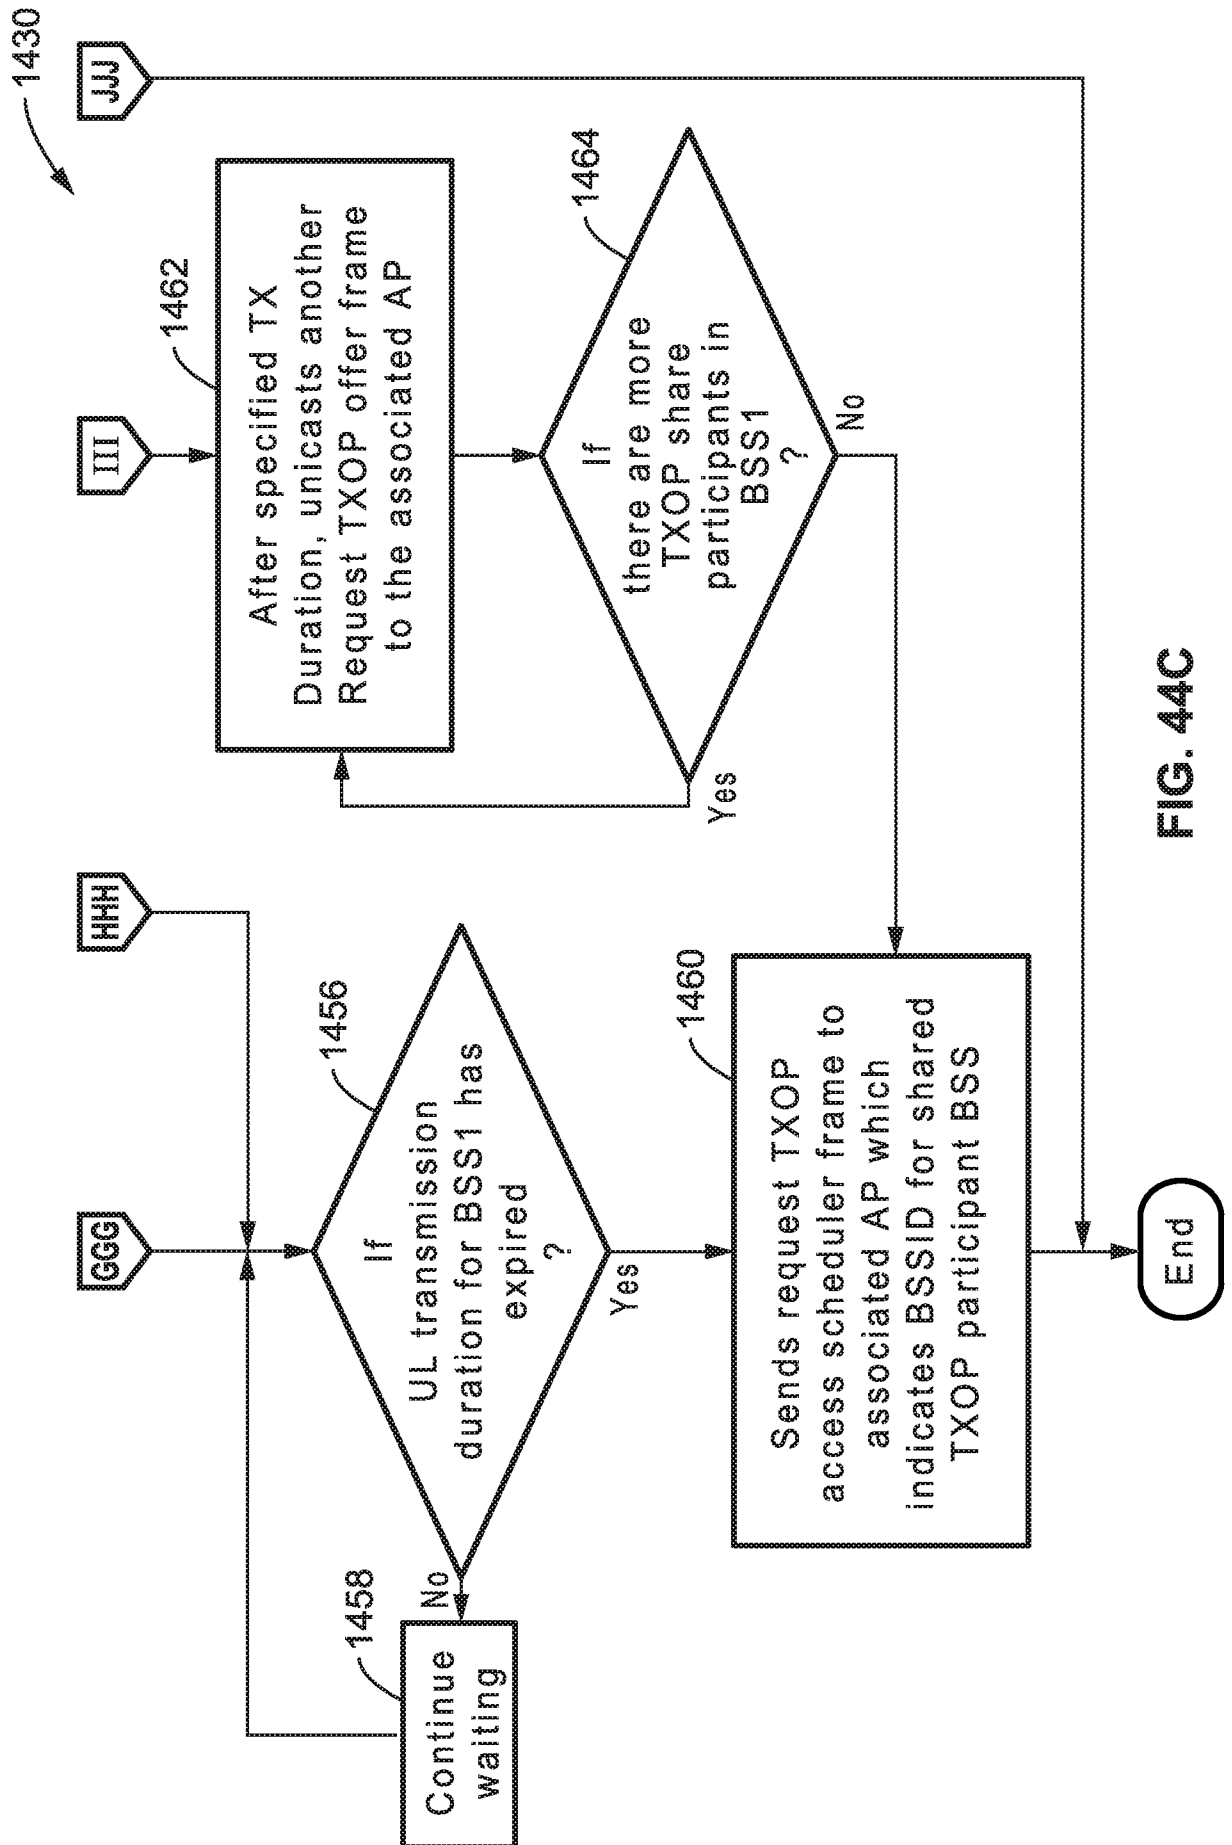 1430
GGG
HHH
III
JJJ
1458
Continue
waiting
No
1456
If
UL transmission
duration for BSS1 has
expired
?
Yes
1460
Sends request TXOP
access scheduler frame to
associated AP which
indicates BSSID for shared
TXOP participant BSS
1462
After specified TX
Duration, unicasts another
Request TXOP offer frame
to the associated AP
1464
If
there are more
TXOP share
participants in
BSS1
?
Yes
No
End
FIG. 44C